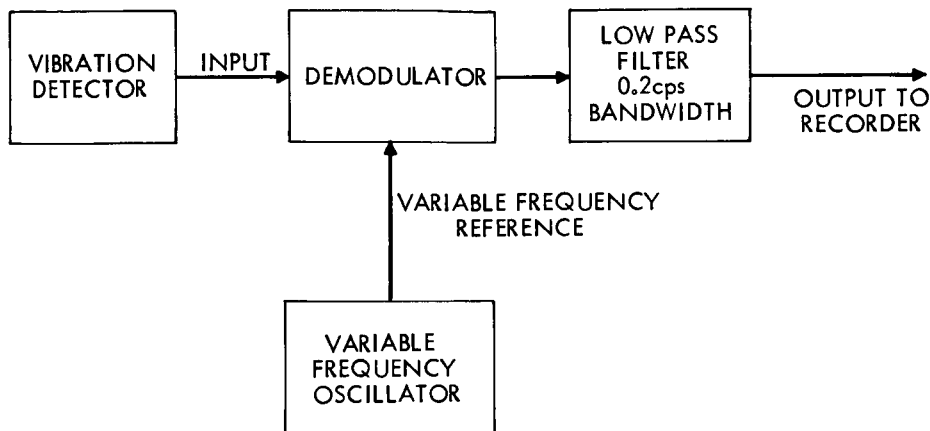 VIBRATION
DETECTOR
INPUT
DEMODULATOR
LOW PASS
FILTER
0.2cps
BANDWIDTH
OUTPUT TO
RECORDER
VARIABLE FREQUENCY
REFERENCE
VARIABLE
FREQUENCY
OSCILLATOR